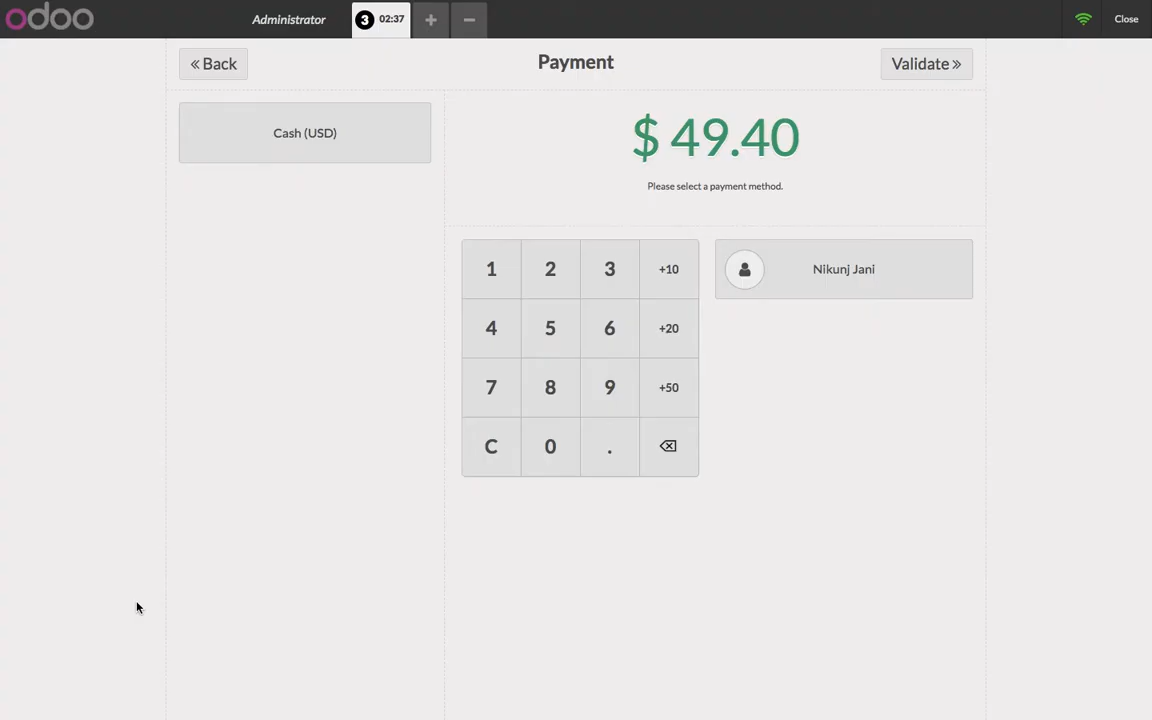 odoo
Administrator
3 02:37
+
−
Close
« Back
Payment
Validate »
Cash (USD)
$ 49.40
Please select a payment method.
1 2 3 +10
4 5 6 +20
7 8 9 +50
C 0 .
Nikunj Jani